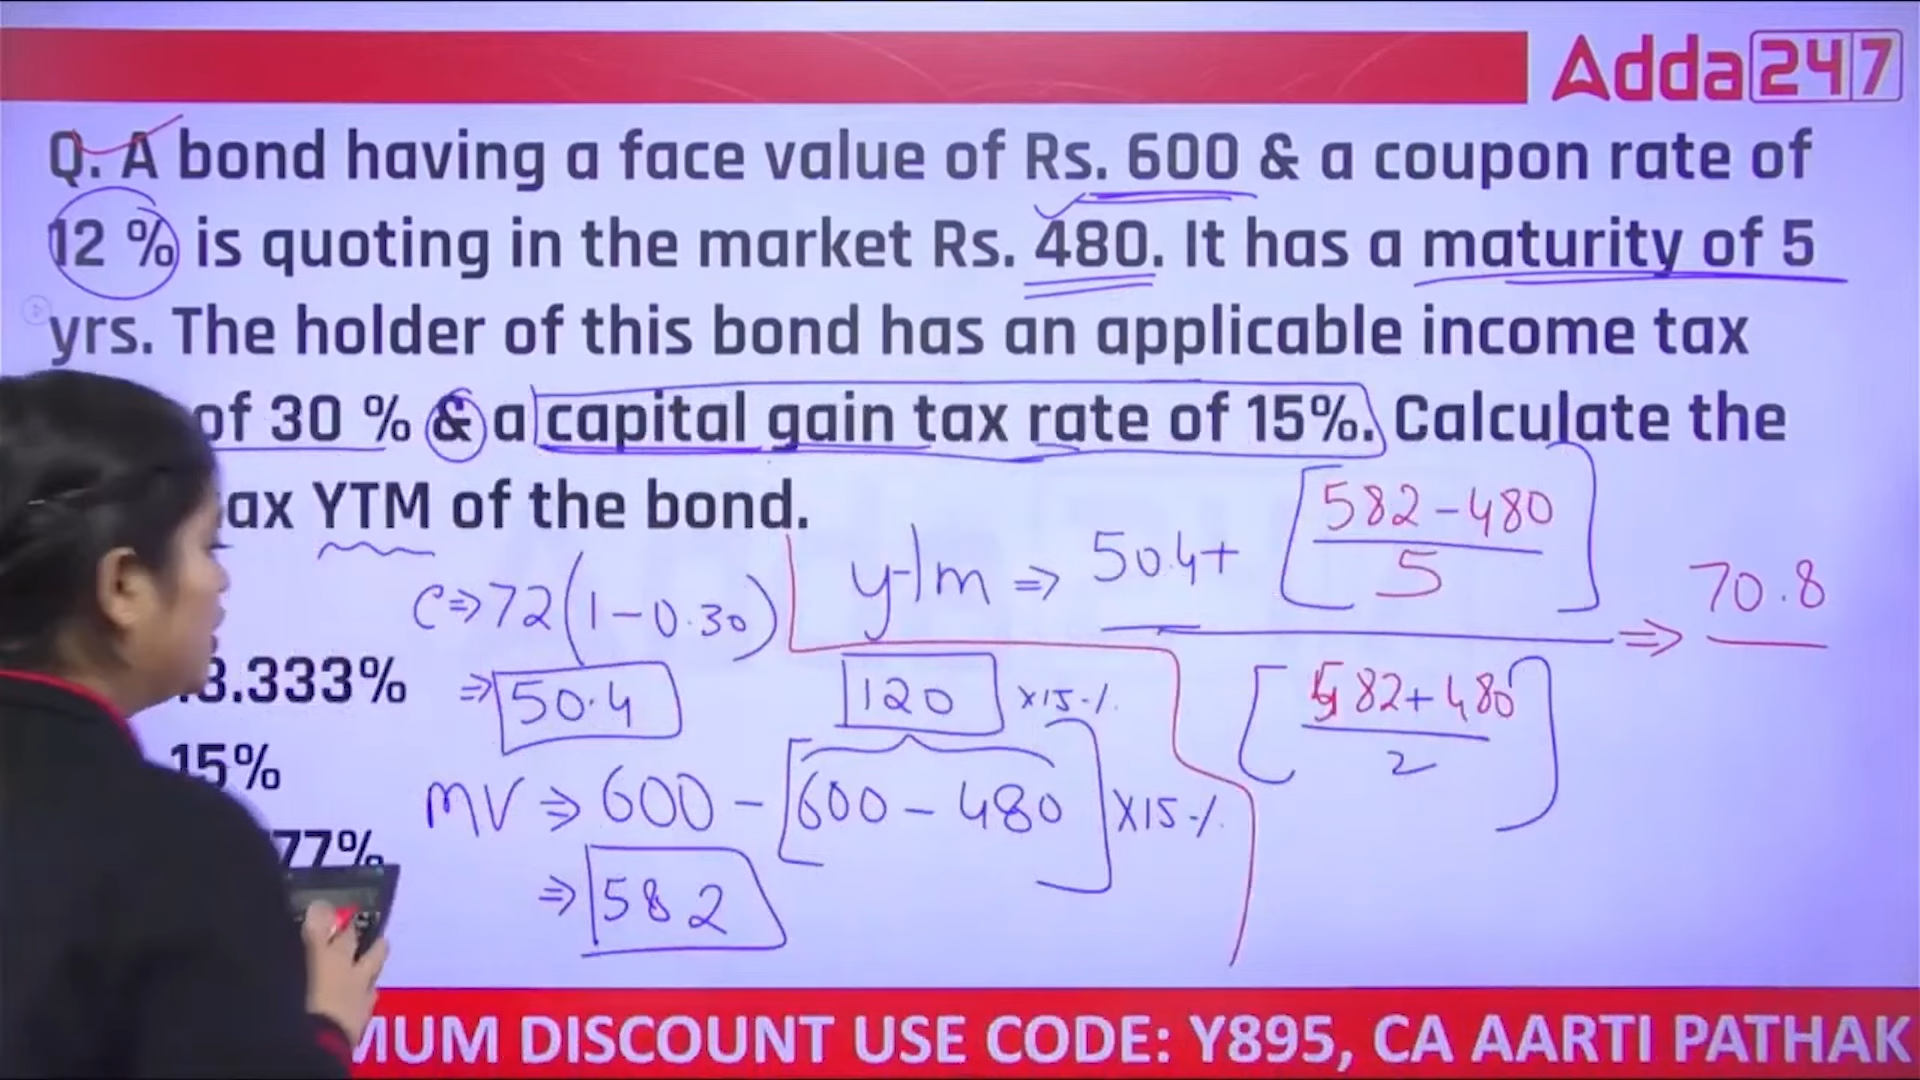 Adda 247
Q. A bond having a face value of Rs. 600 & a coupon rate of
12 % is quoting in the market Rs. 480. It has a maturity of 5
yrs. The holder of this bond has an applicable income tax
of 30 % & a capital gain tax rate of 15%. Calculate the
ax YTM of the bond.
.333%
15%
77%
C ⇒ 72(1-0.30)
⇒ 50.4
120 ×15-/.
MV ⇒ 600 - [600 - 480] ×15-/.
⇒ 582
ytm ⇒ 50.4+ [582-480
5]
[582+480
2]
⇒ 70.8
MUM DISCOUNT USE CODE: Y895, CA AARTI PATHAK